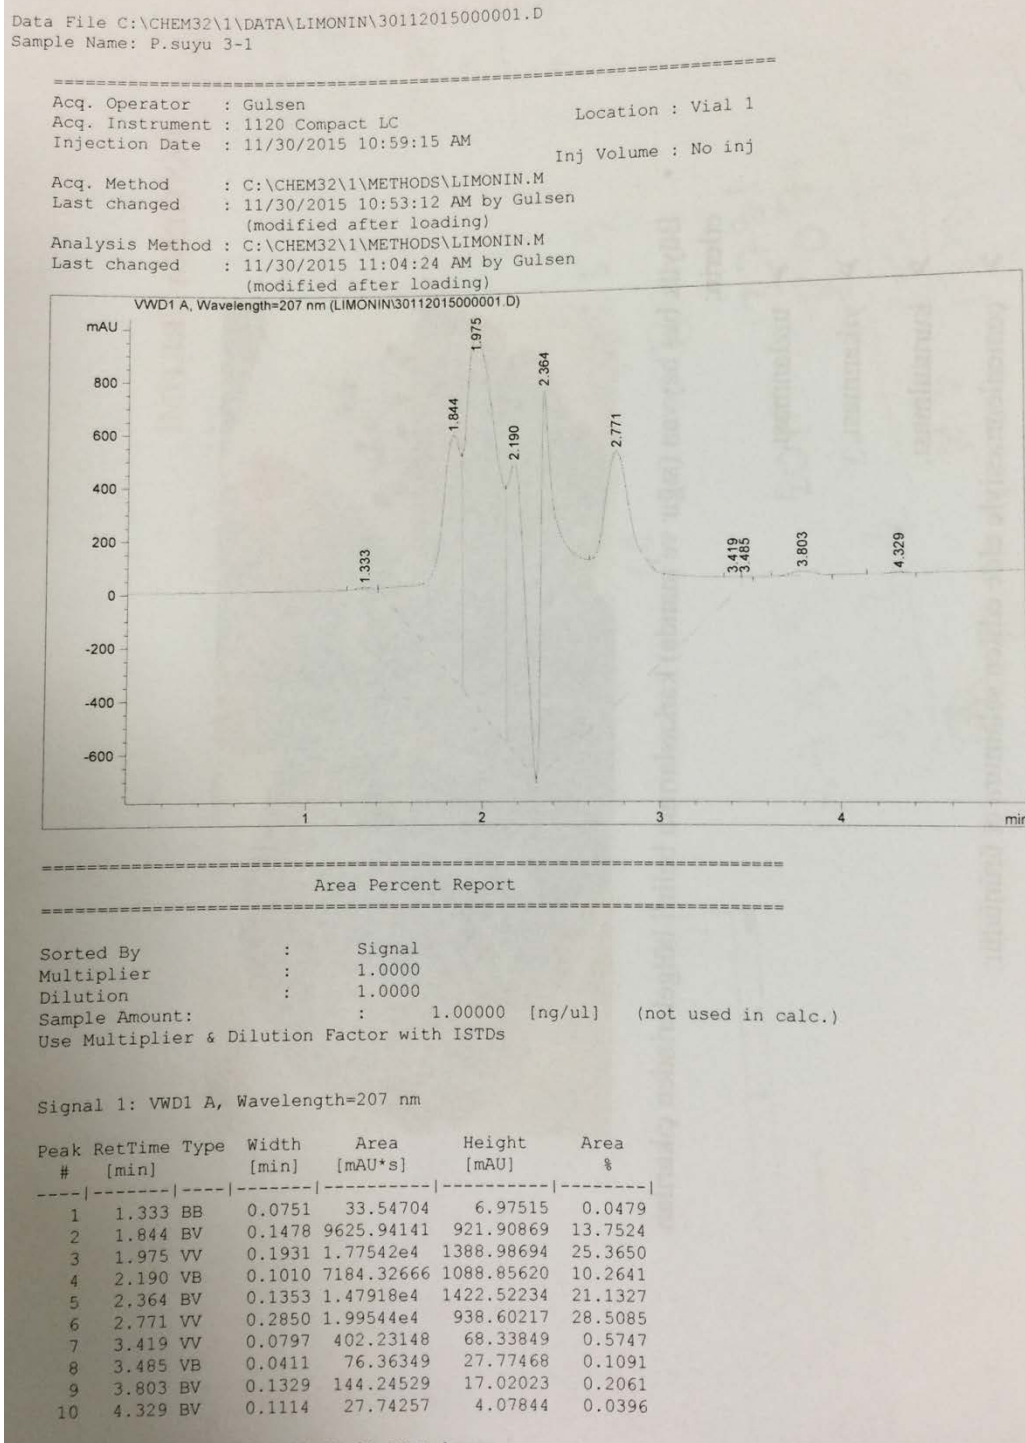 Data File C:\CHEM32\1\DATA\LIMONIN\30112015000001.D
Sample Name: P.suyu 3-1
=====================================================================
Acq. Operator   : Gulsen
Location : Vial 1
Acq. Instrument : 1120 Compact LC
Injection Date  : 11/30/2015 10:59:15 AM
Inj Volume : No inj
Acq. Method     : C:\CHEM32\1\METHODS\LIMONIN.M
Last changed    : 11/30/2015 10:53:12 AM by Gulsen
(modified after loading)
Analysis Method : C:\CHEM32\1\METHODS\LIMONIN.M
Last changed    : 11/30/2015 11:04:24 AM by Gulsen
(modified after loading)
VWD1 A, Wavelength=207 nm (LIMONIN\30112015000001.D)
mAU
800
600
400
200
0
-200
-400
-600
1.333
1.844
1.975
2.190
2.364
2.771
3.419
3.485
3.803
4.329
1 2 3 4 min
=====================================================================
Area Percent Report
=====================================================================
Sorted By : Signal
Multiplier : 1.0000
Dilution : 1.0000
Sample Amount: : 1.00000 [ng/ul] (not used in calc.)
Use Multiplier & Dilution Factor with ISTDs
Signal 1: VWD1 A, Wavelength=207 nm
Peak RetTime Type Width Area Height Area
# [min] [min] [mAU*s] [mAU] %
----|-------|----|-------|----------|----------|--------|
1 1.333 BB 0.0751 33.54704 6.97515 0.0479
2 1.844 BV 0.1478 9625.94141 921.90869 13.7524
3 1.975 VV 0.1931 1.77542e4 1388.98694 25.3650
4 2.190 VB 0.1010 7184.32666 1088.85620 10.2641
5 2.364 BV 0.1353 1.47918e4 1422.52234 21.1327
6 2.771 VV 0.2850 1.99544e4 938.60217 28.5085
7 3.419 VV 0.0797 402.23148 68.33849 0.5747
8 3.485 VB 0.0411 76.36349 27.77468 0.1091
9 3.803 BV 0.1329 144.24529 17.02023 0.2061
10 4.329 BV 0.1114 27.74257 4.07844 0.0396